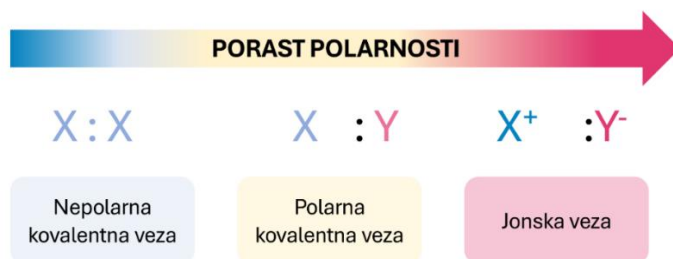 PORAST POLARNOSTI
X : X
X :Y
X⁺ :Y⁻
Nepolarna
kovalentna veza
Polarna
kovalentna veza
Jonska veza